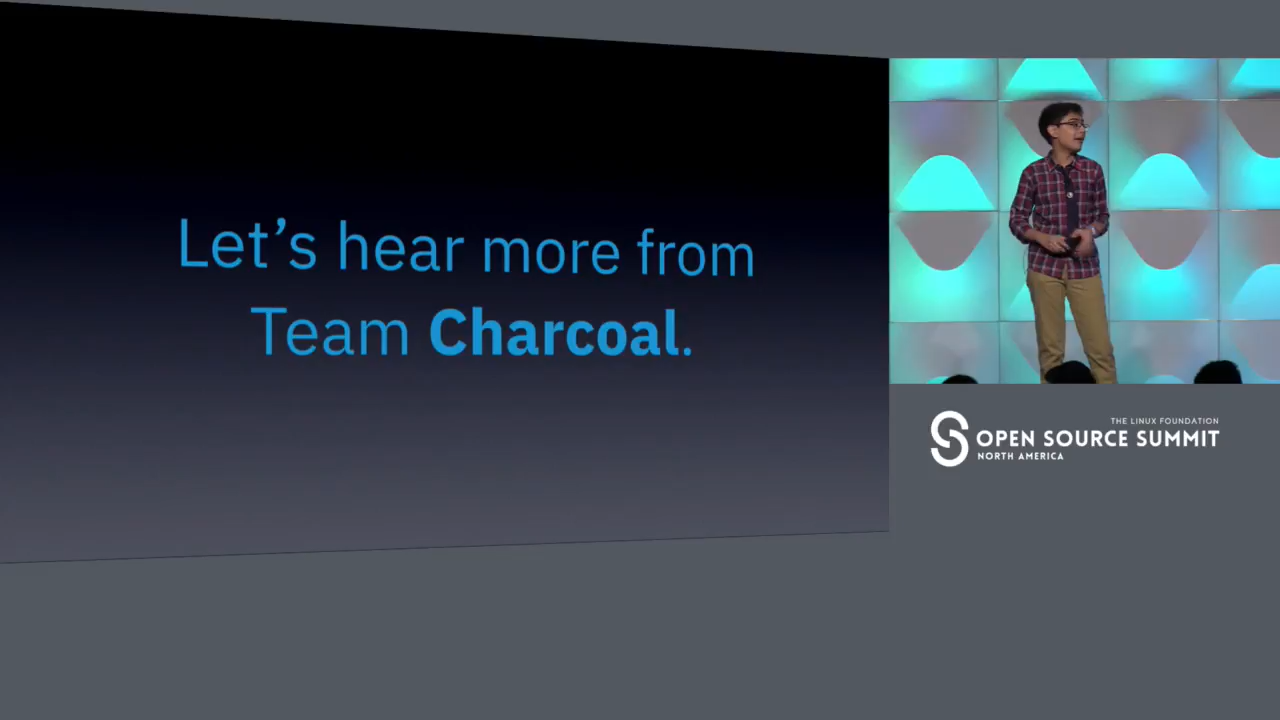 Let’s hear more from
Team Charcoal.
THE LINUX FOUNDATION
OPEN SOURCE SUMMIT
NORTH AMERICA